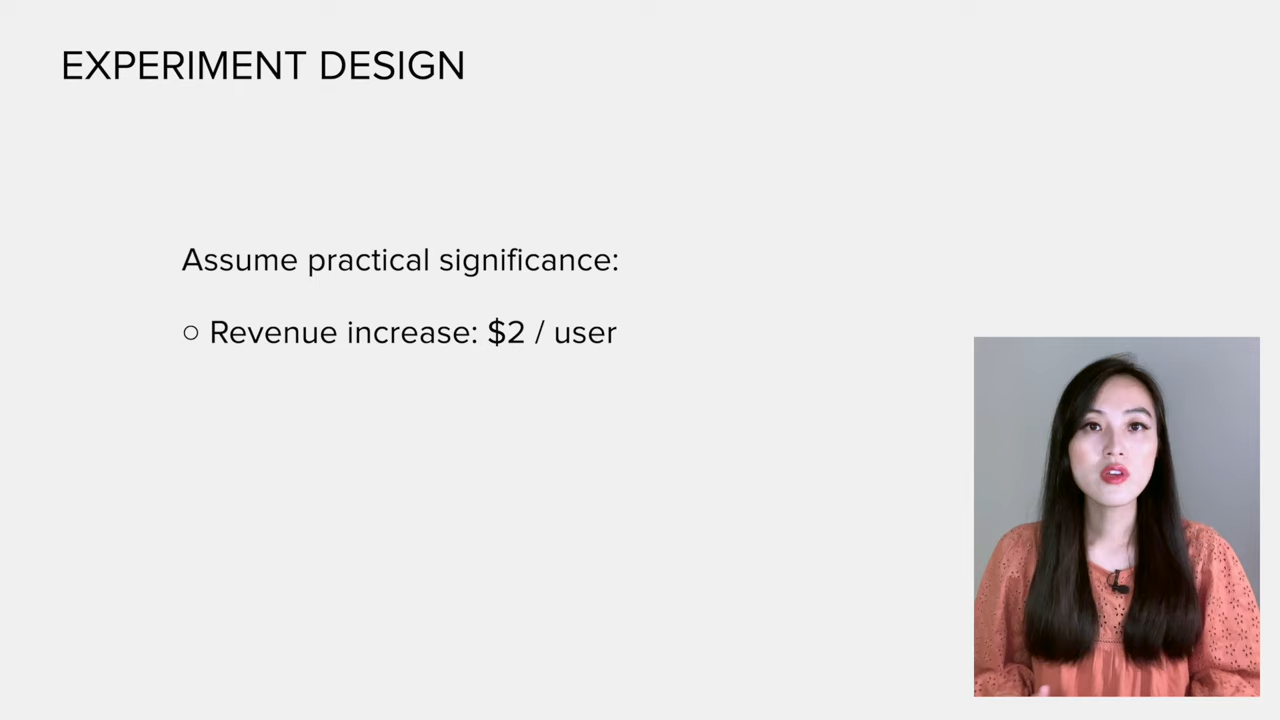 EXPERIMENT DESIGN
Assume practical significance:
○ Revenue increase: $2 / user